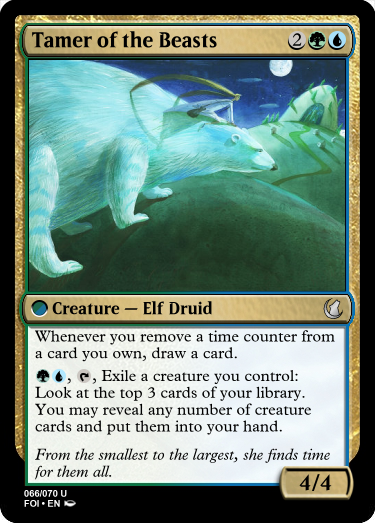 Tamer of the Beasts 2
Creature — Elf Druid
Whenever you remove a time counter from
a card you own, draw a card.
, , Exile a creature you control:
Look at the top 3 cards of your library.
You may reveal any number of creature
cards and put them into your hand.
From the smallest to the largest, she finds time
for them all.
4/4
066/070 U
FOI • EN